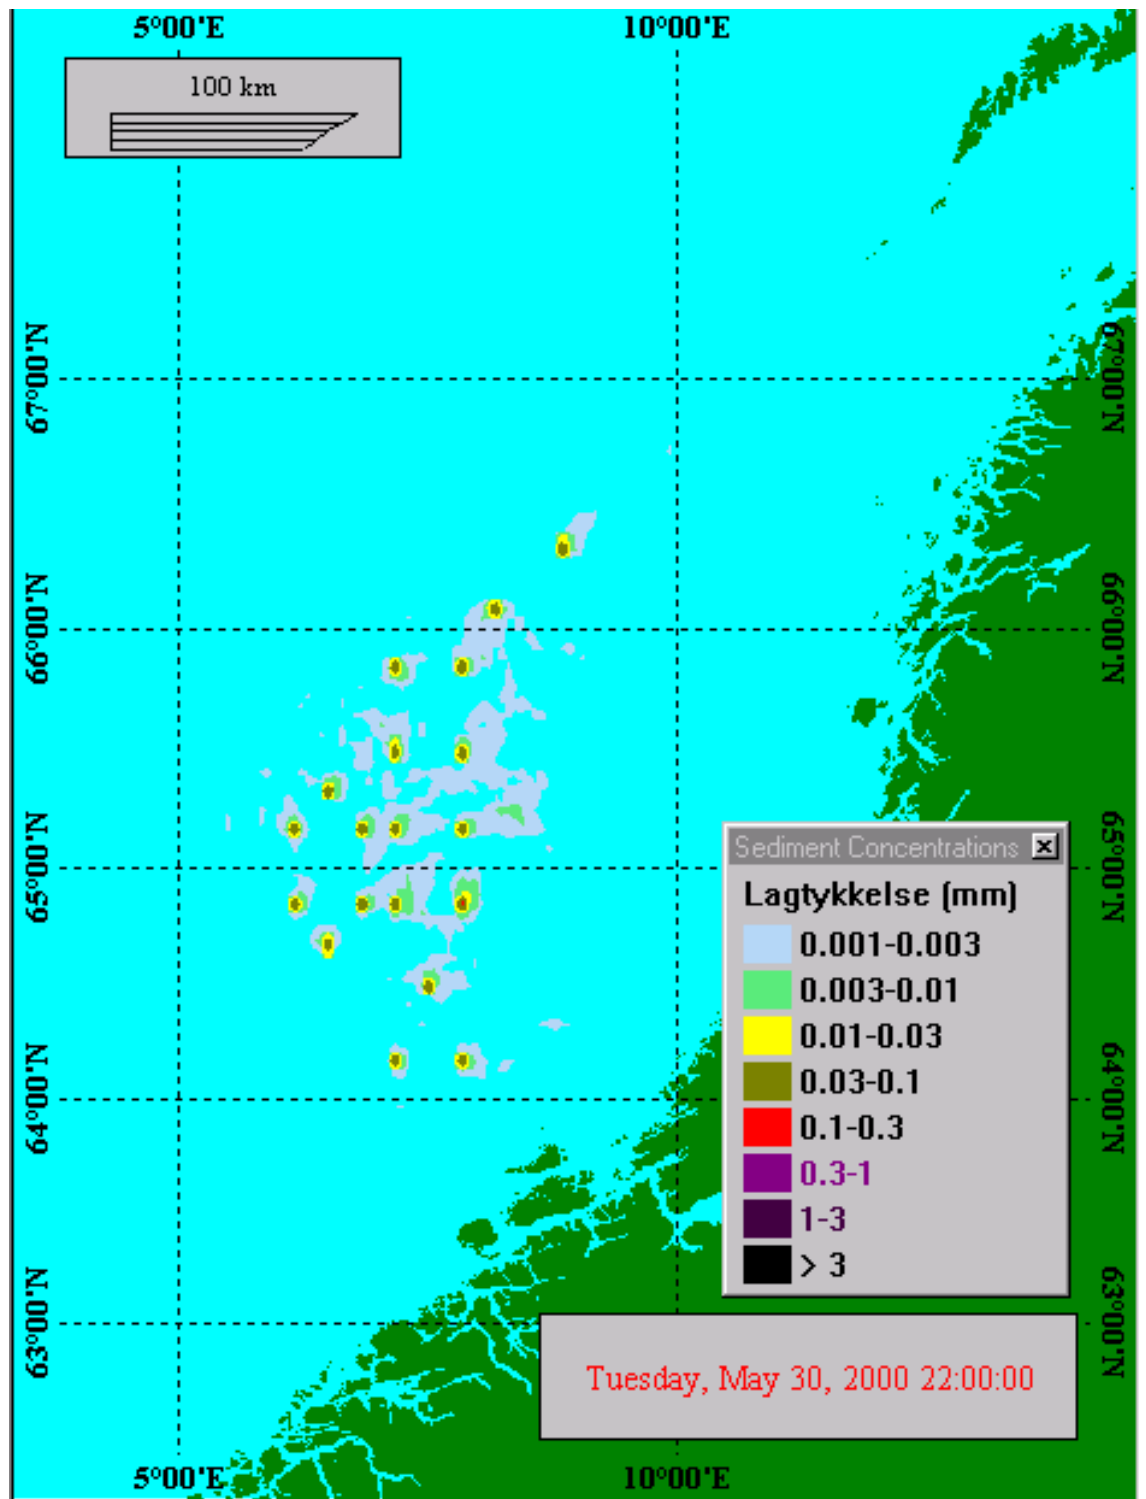 5°00'E 10°00'E
100 km
67°00'N 67°00'N
66°00'N 66°00'N
65°00'N 65°00'N
Sediment Concentrations
Lagtykkelse (mm)
0.001-0.003
0.003-0.01
0.01-0.03
0.03-0.1
0.1-0.3
0.3-1
1-3
> 3
64°00'N 64°00'N
63°00'N 63°00'N
Tuesday, May 30, 2000 22:00:00
5°00'E 10°00'E